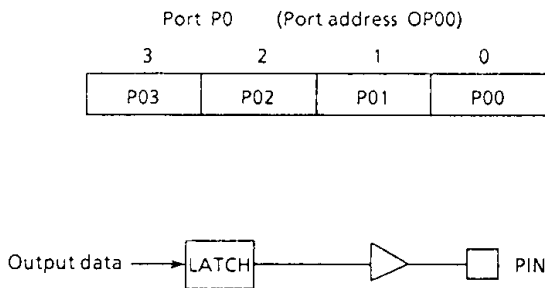 Port P0 (Port address OP00)
3 2 1 0
P03 P02 P01 P00
Output data LATCH PIN